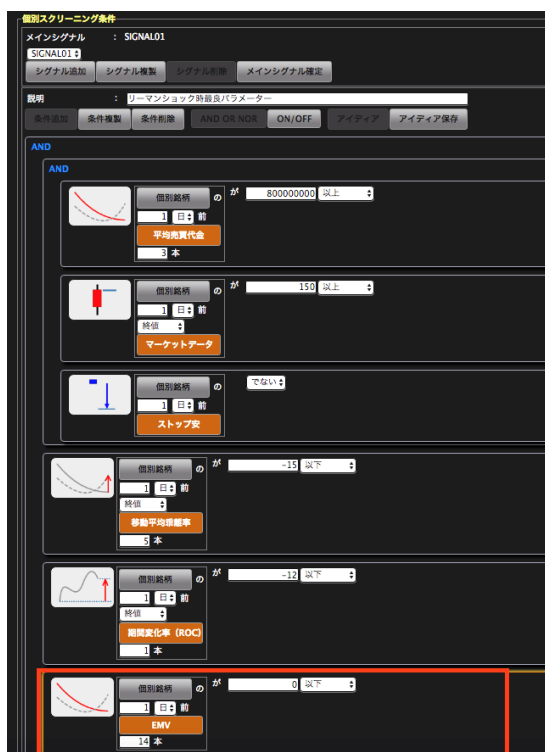 個別スクリーニング条件
メインシグナル : SIGNAL01
SIGNAL01
シグナル追加 シグナル複製 シグナル削除 メインシグナル確定
説明 : リーマンショック時最良パラメーター
条件追加 条件複製 条件削除 AND OR NOR ON/OFF アイディア アイディア保存
AND
AND
個別銘柄 の が 800000000 以上
1 日 前
平均売買代金
3 本
個別銘柄 の が 150 以上
1 日 前
終値
マーケットデータ
個別銘柄 の でない
1 日 前
ストップ安
個別銘柄 の が -15 以下
1 日 前
終値
移動平均乖離率
5 本
個別銘柄 の が -12 以下
1 日 前
終値
期間変化率（ROC）
1 本
個別銘柄 の が 0 以下
1 日 前
EMV
14 本